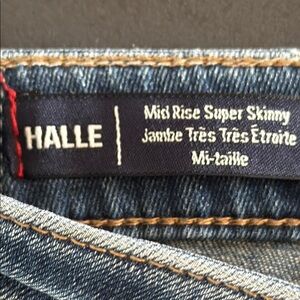 HALLE
Mid Rise Super Skinny
Jambe Très Très Étroite
Mi-taille